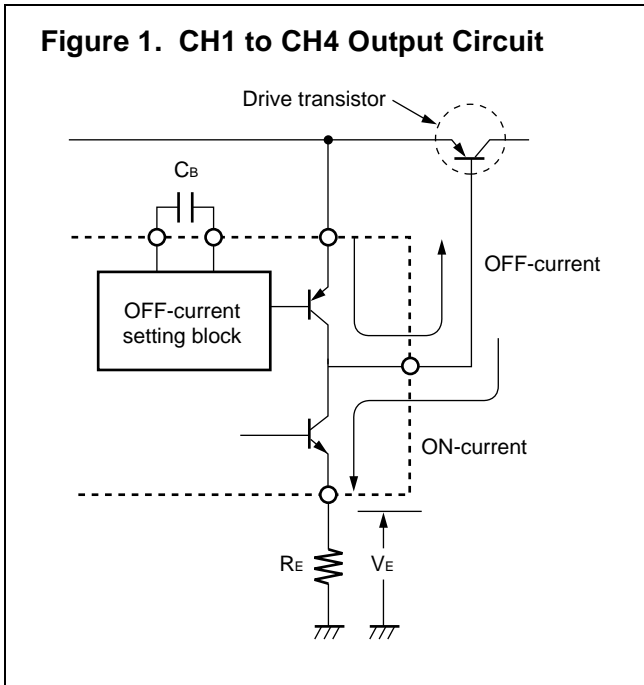 Figure 1. CH1 to CH4 Output Circuit
Drive transistor
CB
OFF-current
OFF-current
setting block
ON-current
RE
VE